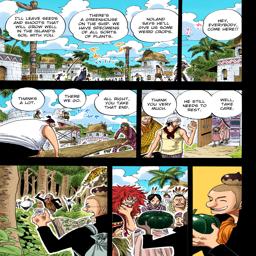 I'LL LEAVE SEEDS
AND SHOOTS THAT
WILL GROW WELL
IN THE ISLAND'S
SOIL WITH YOU.
THERE'S
A GREENHOUSE
ON THE SHIP. WE
HAVE SPECIMENS
OF ALL SORTS
OF PLANTS.
NOLAND
SAYS HE'LL
GIVE US SOME
WEIRD CROPS.
HEY,
EVERYBODY,
COME HERE!!
THANKS
A LOT.
THERE
WE GO.
ALL RIGHT,
YOU TAKE
THAT END.
THANK
YOU VERY
MUCH.
HE STILL
NEEDS TO
REST.
WELL,
TAKE
CARE.